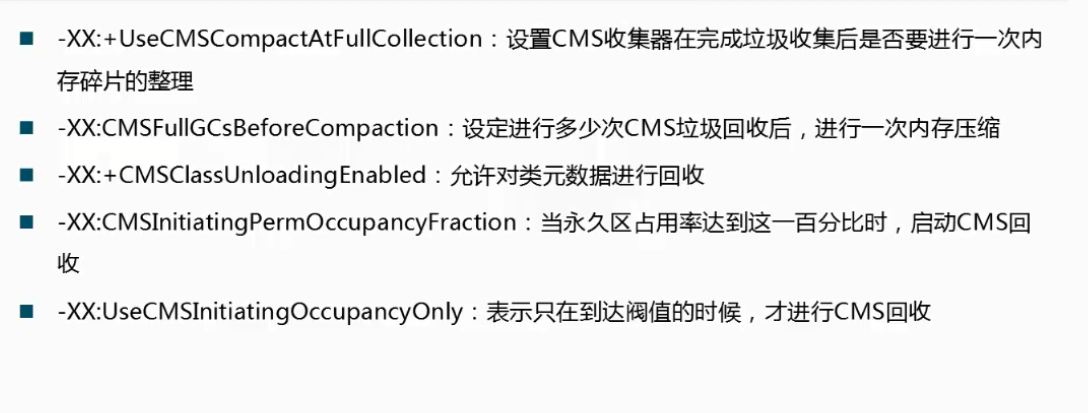 -XX:+UseCMSCompactAtFullCollection：设置CMS收集器在完成垃圾收集后是否要进行一次内
存碎片的整理
-XX:CMSFullGCsBeforeCompaction：设定进行多少次CMS垃圾回收后，进行一次内存压缩
-XX:+CMSClassUnloadingEnabled：允许对类元数据进行回收
-XX:CMSInitiatingPermOccupancyFraction：当永久区占用率达到这一百分比时，启动CMS回
收
-XX:UseCMSInitiatingOccupancyOnly：表示只在到达阀值的时候，才进行CMS回收